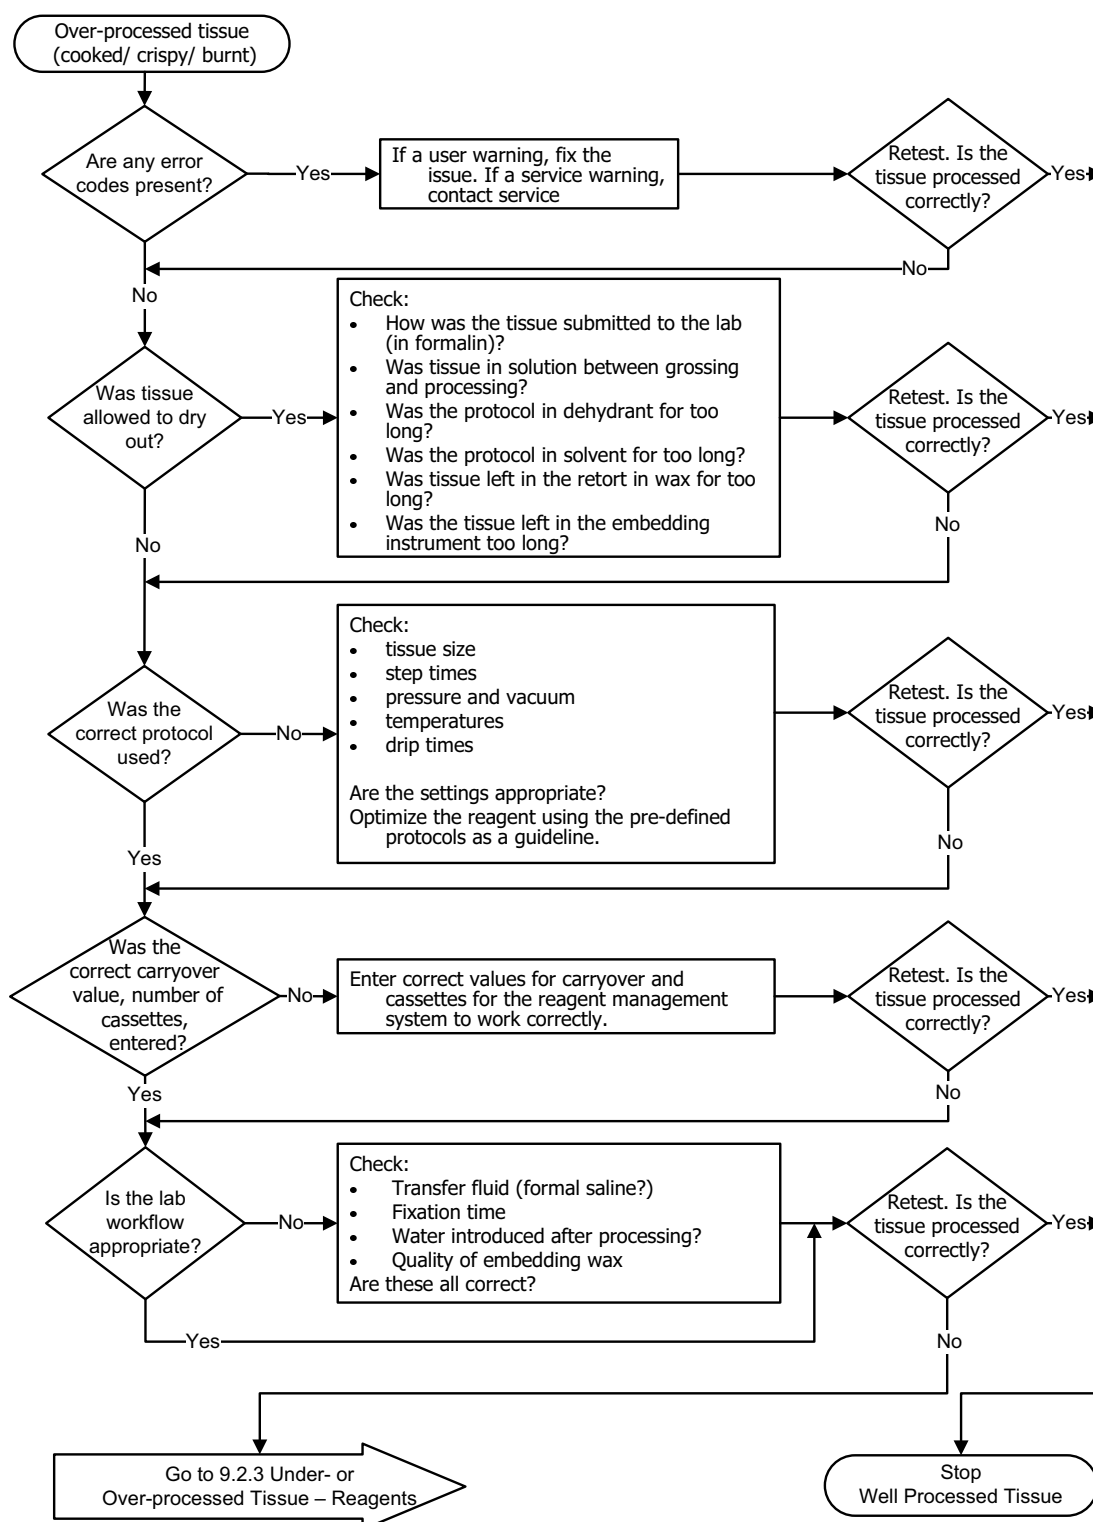 Over-processed tissue
(cooked/ crispy/ burnt)
Are any error
codes present?
Yes
If a user warning, fix the
issue. If a service warning,
contact service
Retest. Is the
tissue processed
correctly?
Yes
No
No
Was tissue
allowed to dry
out?
Yes
Check:
• How was the tissue submitted to the lab
(in formalin)?
• Was tissue in solution between grossing
and processing?
• Was the protocol in dehydrant for too
long?
• Was the protocol in solvent for too long?
• Was tissue left in the retort in wax for too
long?
• Was the tissue left in the embedding
instrument too long?
Retest. Is the
tissue processed
correctly?
Yes
No
No
Was the
correct protocol
used?
No
Check:
• tissue size
• step times
• pressure and vacuum
• temperatures
• drip times
Are the settings appropriate?
Optimize the reagent using the pre-defined
protocols as a guideline.
Retest. Is the
tissue processed
correctly?
Yes
No
Yes
Was the
correct carryover
value, number of
cassettes,
entered?
No
Enter correct values for carryover and
cassettes for the reagent management
system to work correctly.
Retest. Is the
tissue processed
correctly?
Yes
No
Yes
Is the lab
workflow
appropriate?
No
Check:
• Transfer fluid (formal saline?)
• Fixation time
• Water introduced after processing?
• Quality of embedding wax
Are these all correct?
Retest. Is the
tissue processed
correctly?
Yes
Yes
No
Go to 9.2.3 Under- or
Over-processed Tissue – Reagents
Stop
Well Processed Tissue